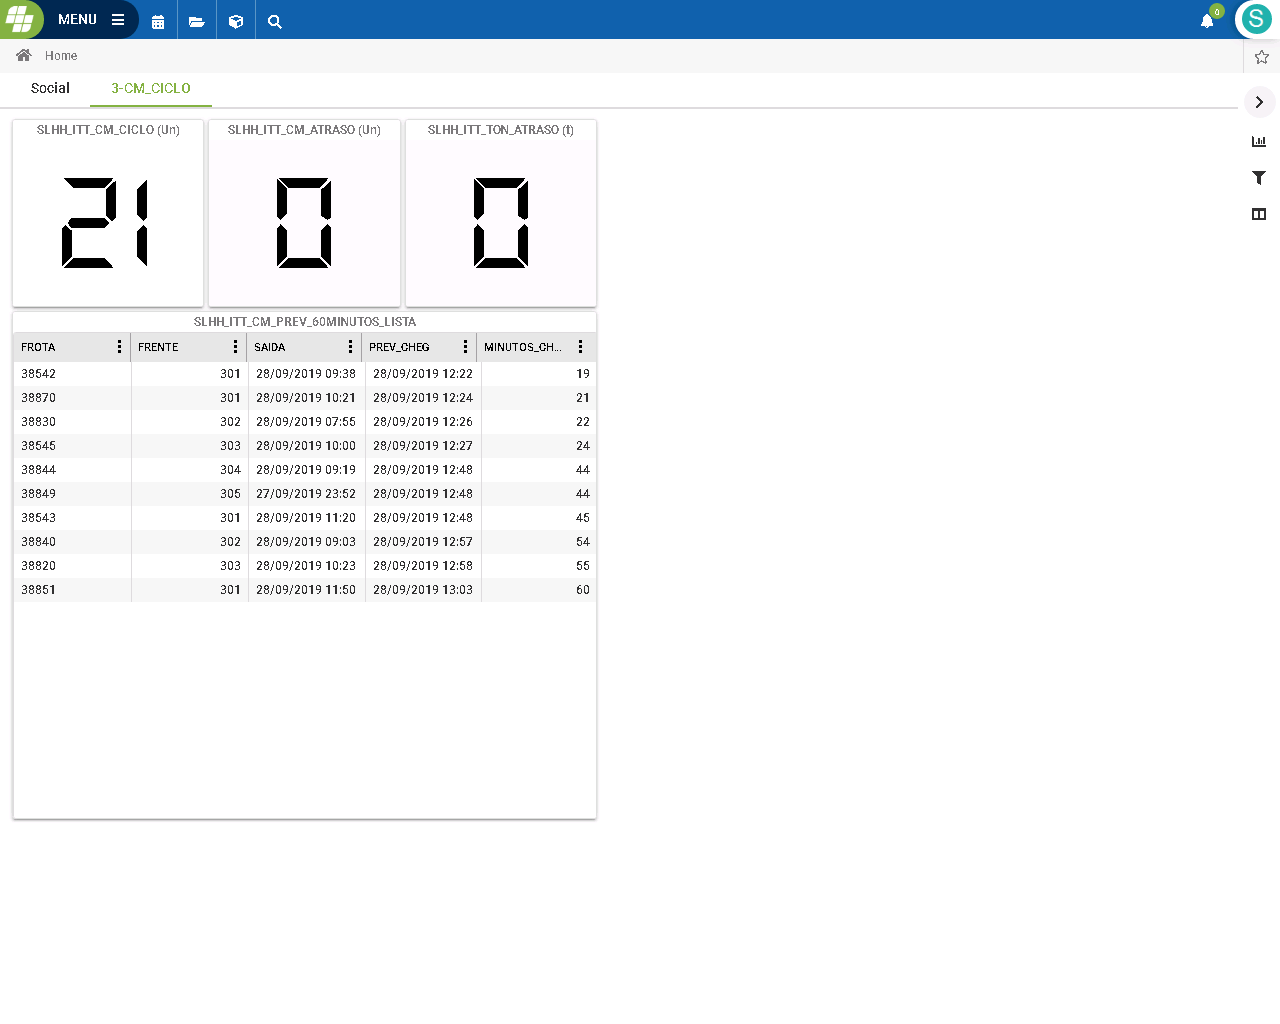 MENU
0
S
Home
Social 3-CM_CICLO
SLHH_ITT_CM_CICLO (Un) SLHH_ITT_CM_ATRASO (Un) SLHH_ITT_TON_ATRASO (t)
21 0 0
SLHH_ITT_CM_PREV_60MINUTOS_LISTA
FROTA FRENTE SAIDA PREV_CHEG MINUTOS_CH...
38542 301 28/09/2019 09:38 28/09/2019 12:22 19
38870 301 28/09/2019 10:21 28/09/2019 12:24 21
38830 302 28/09/2019 07:55 28/09/2019 12:26 22
38545 303 28/09/2019 10:00 28/09/2019 12:27 24
38844 304 28/09/2019 09:19 28/09/2019 12:48 44
38849 305 27/09/2019 23:52 28/09/2019 12:48 44
38543 301 28/09/2019 11:20 28/09/2019 12:48 45
38840 302 28/09/2019 09:03 28/09/2019 12:57 54
38820 303 28/09/2019 10:23 28/09/2019 12:58 55
38851 301 28/09/2019 11:50 28/09/2019 13:03 60